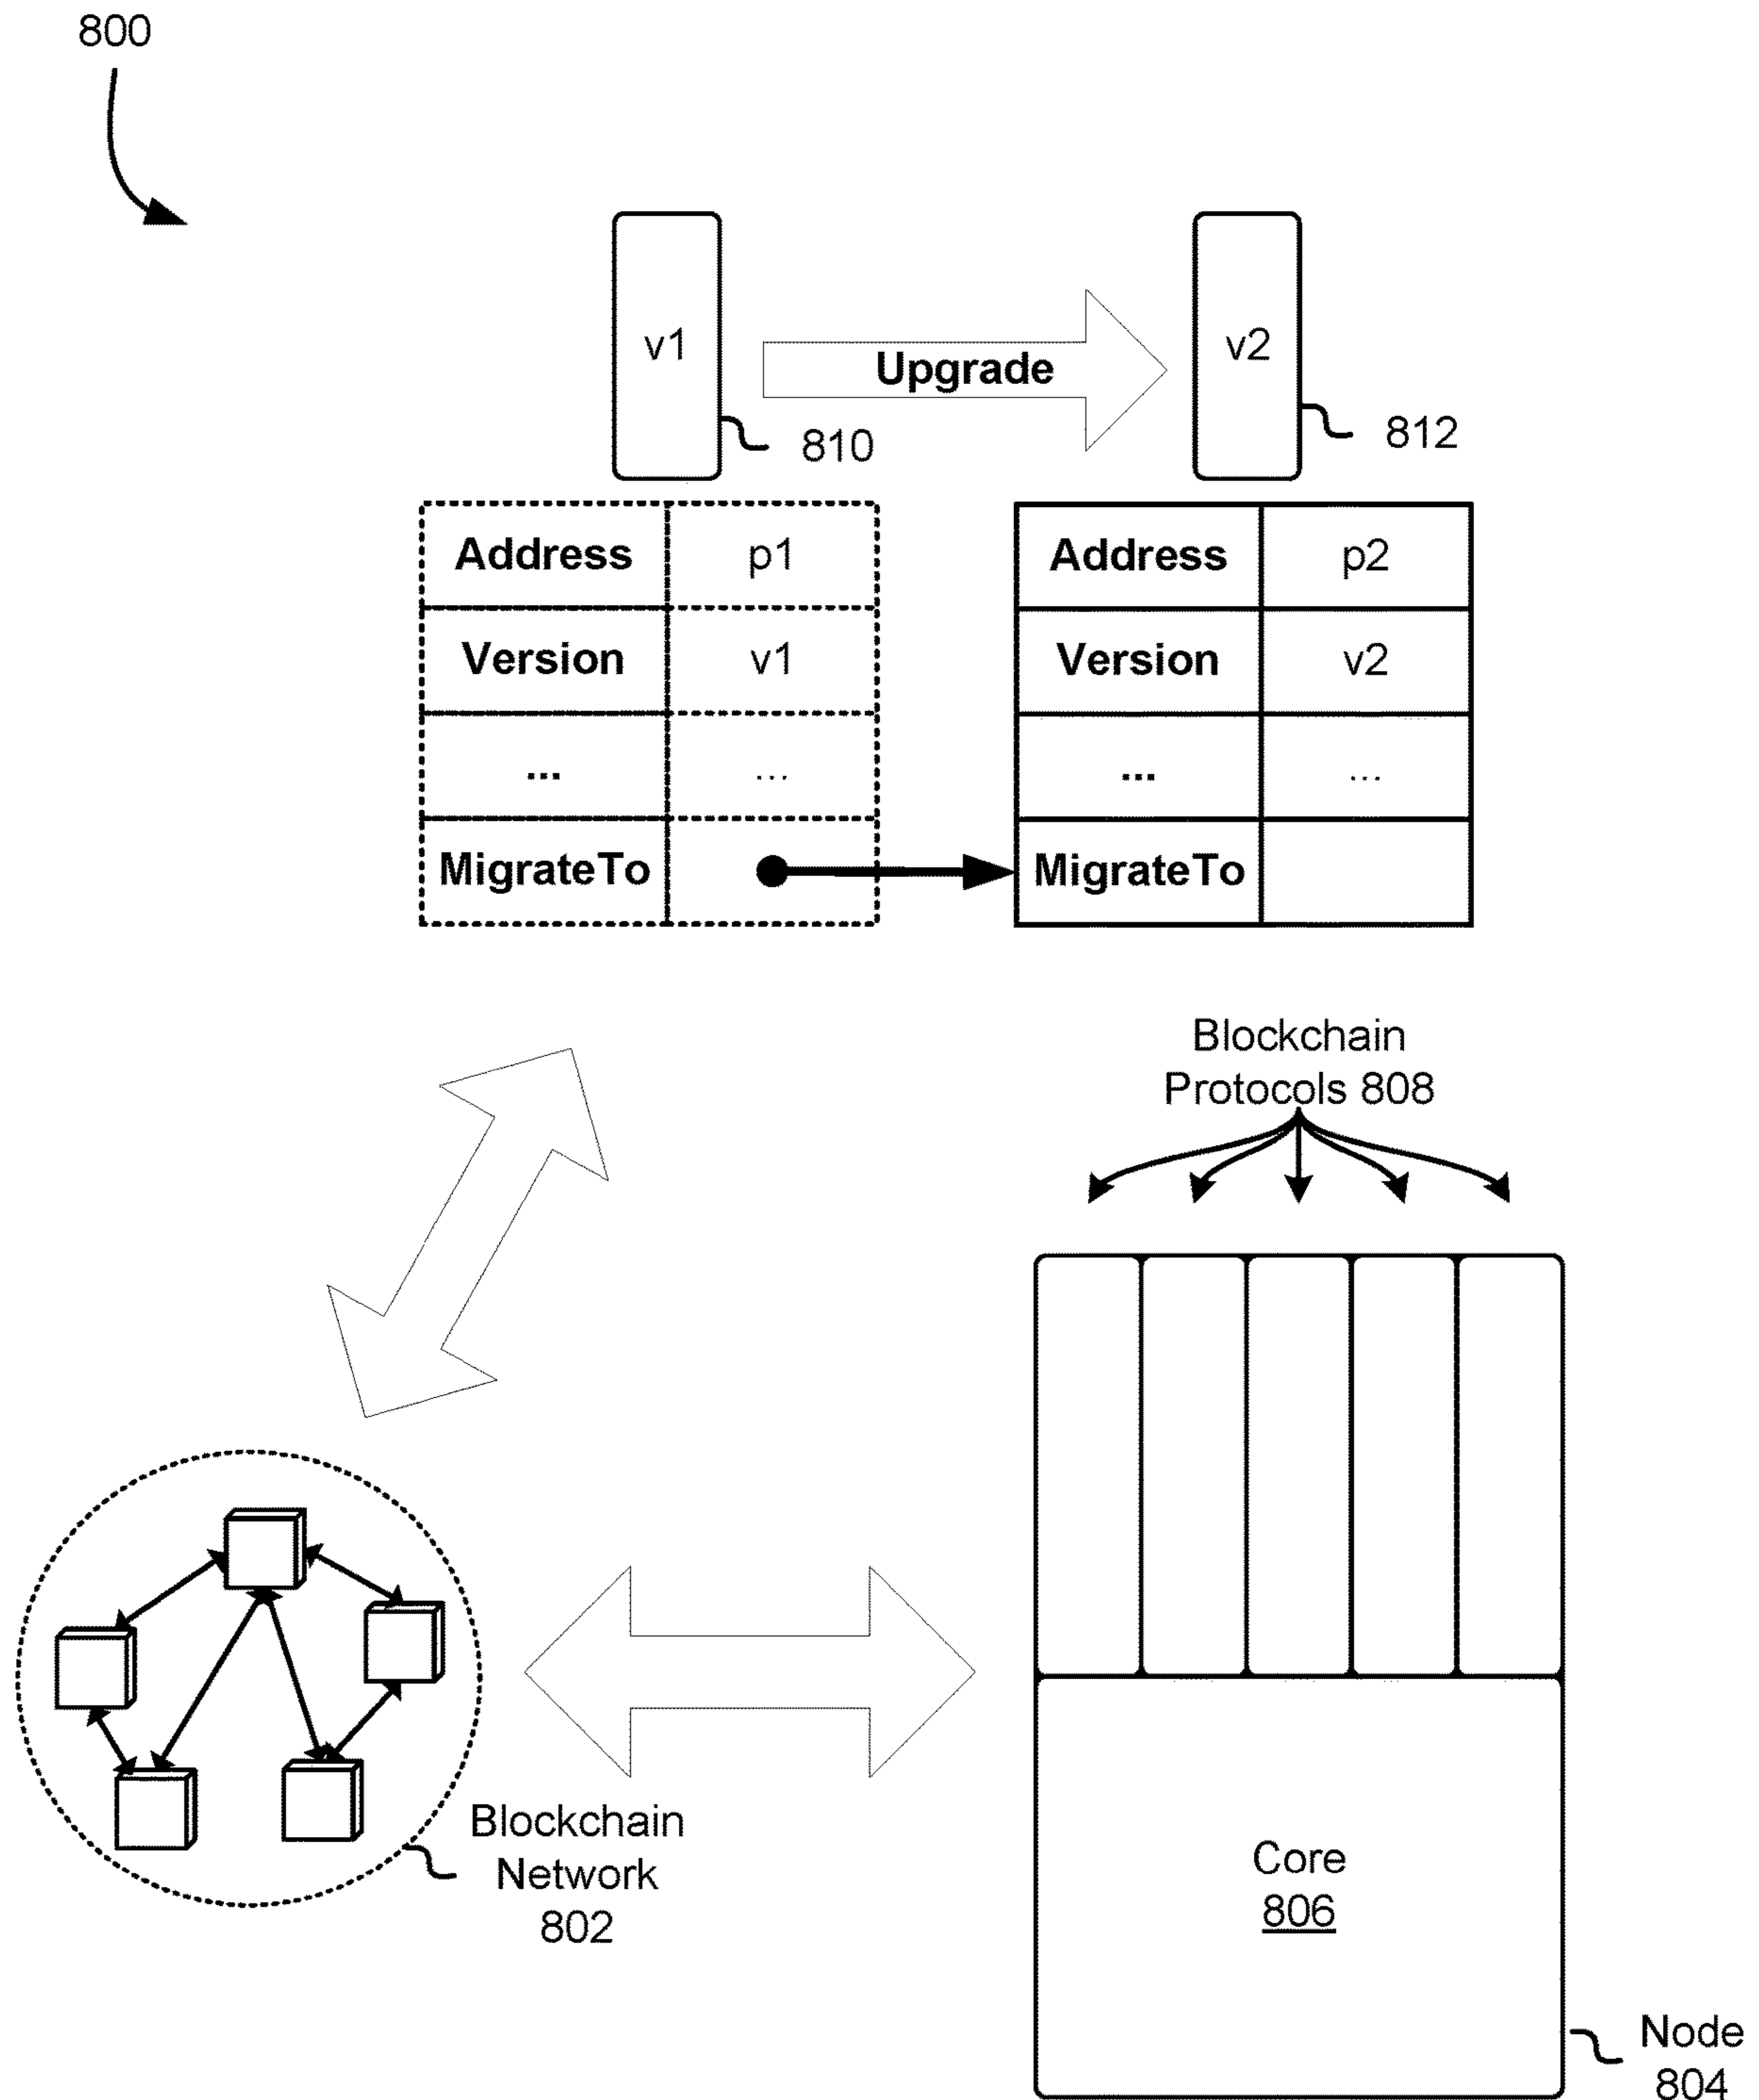 800
v1
v2
Upgrade
810
812
Address p1
Version v1
... ...
MigrateTo
Address p2
Version v2
... ...
MigrateTo
Blockchain
Protocols 808
Blockchain
Network
802
Core
806
Node
804